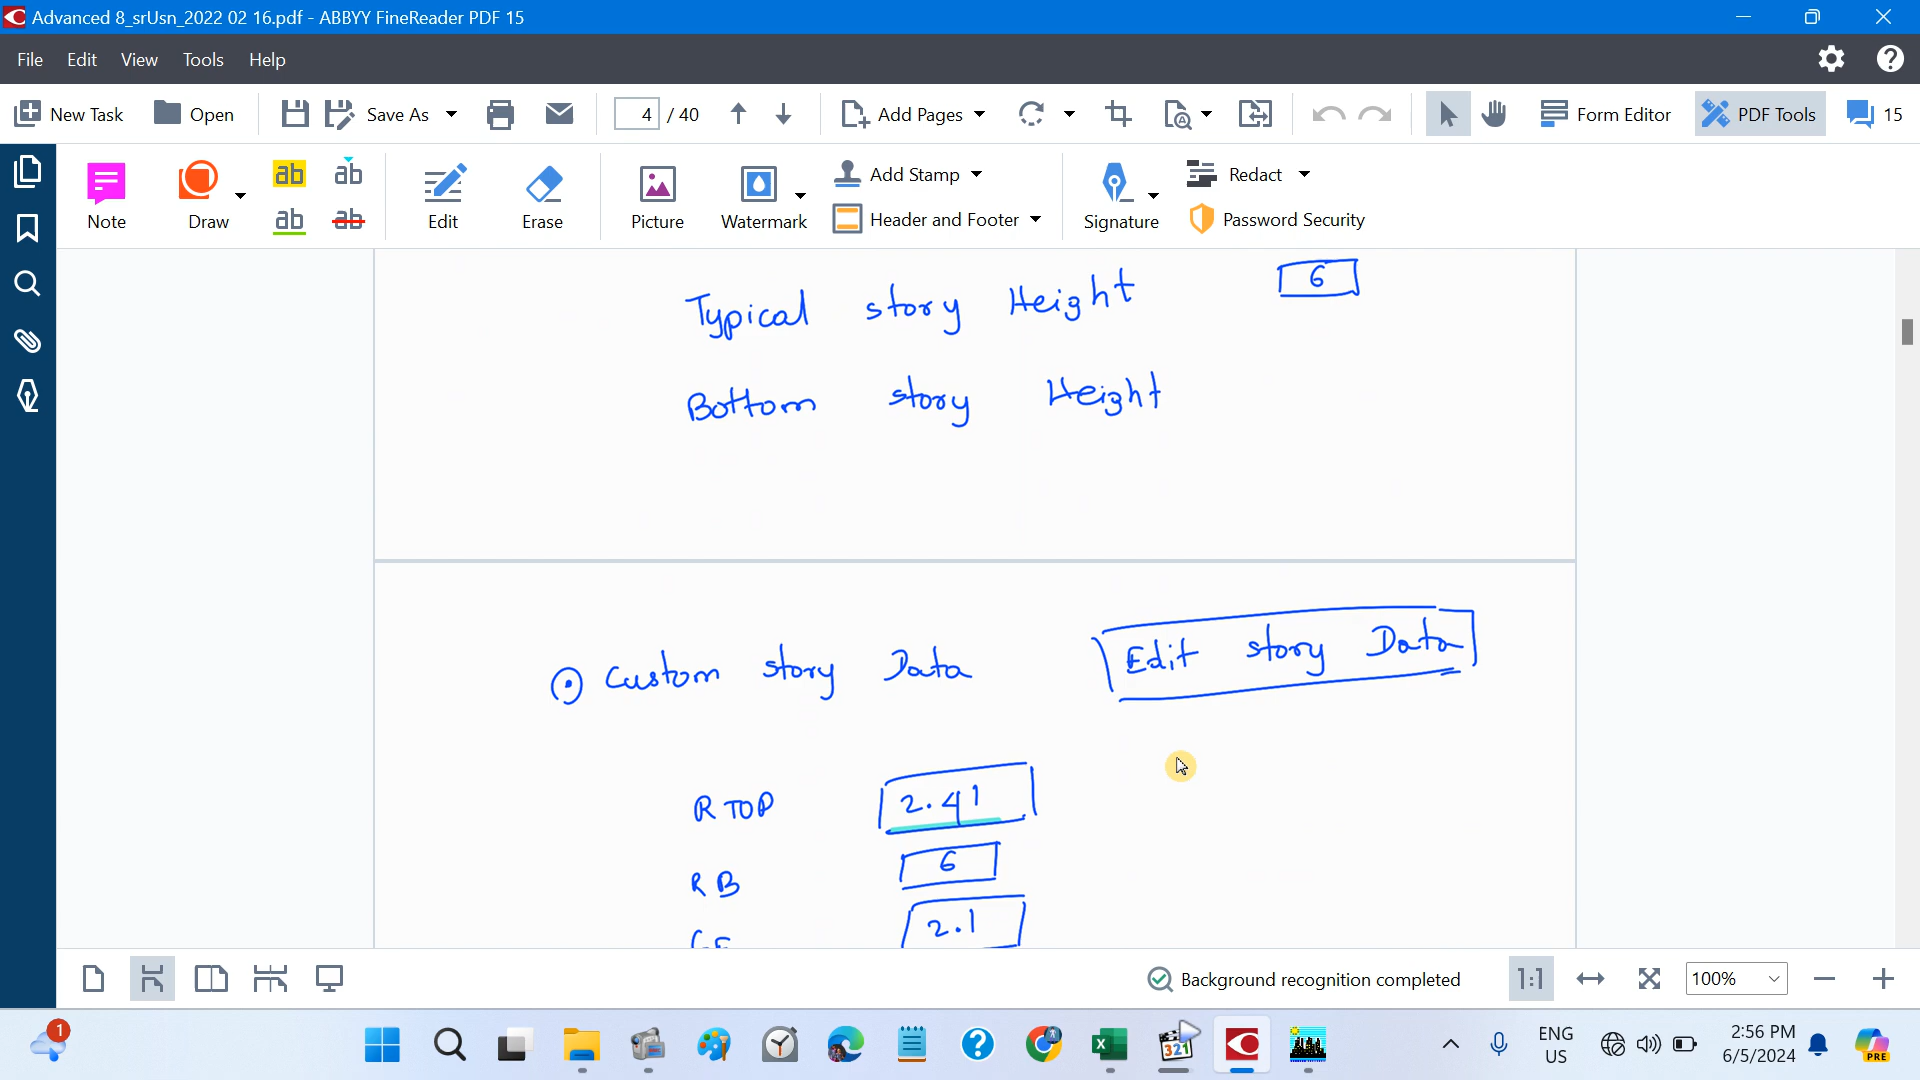 Advanced 8_srUsn_2022 02 16.pdf - ABBYY FineReader PDF 15
File Edit View Tools Help
New Task Open Save As 4 / 40 Add Pages Form Editor PDF Tools 15
Note Draw ab ab ab ab Edit Erase Picture Watermark Add Stamp Header and Footer Signature Redact Password Security
Typical story Height 6
Bottom story Height
Custom story Data Edit story Data
R TOP 2.41
RB 6
GF 2.1
Background recognition completed 1:1 100%
1 321 ENG US 2:56 PM 6/5/2024 PRE